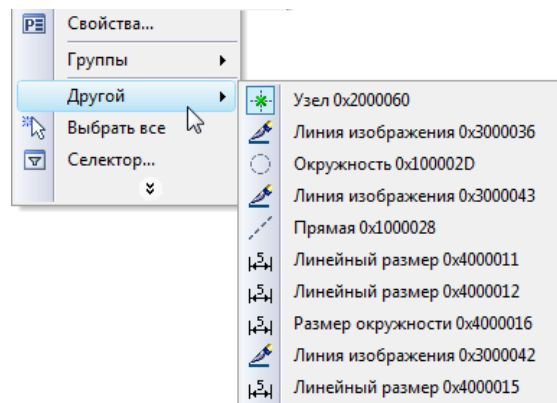 Свойства...
Группы
Другой
Выбрать все
Селектор...
Узел 0x2000060
Линия изображения 0x3000036
Окружность 0x100002D
Линия изображения 0x3000043
Прямая 0x1000028
Линейный размер 0x4000011
Линейный размер 0x4000012
Размер окружности 0x4000016
Линия изображения 0x3000042
Линейный размер 0x4000015